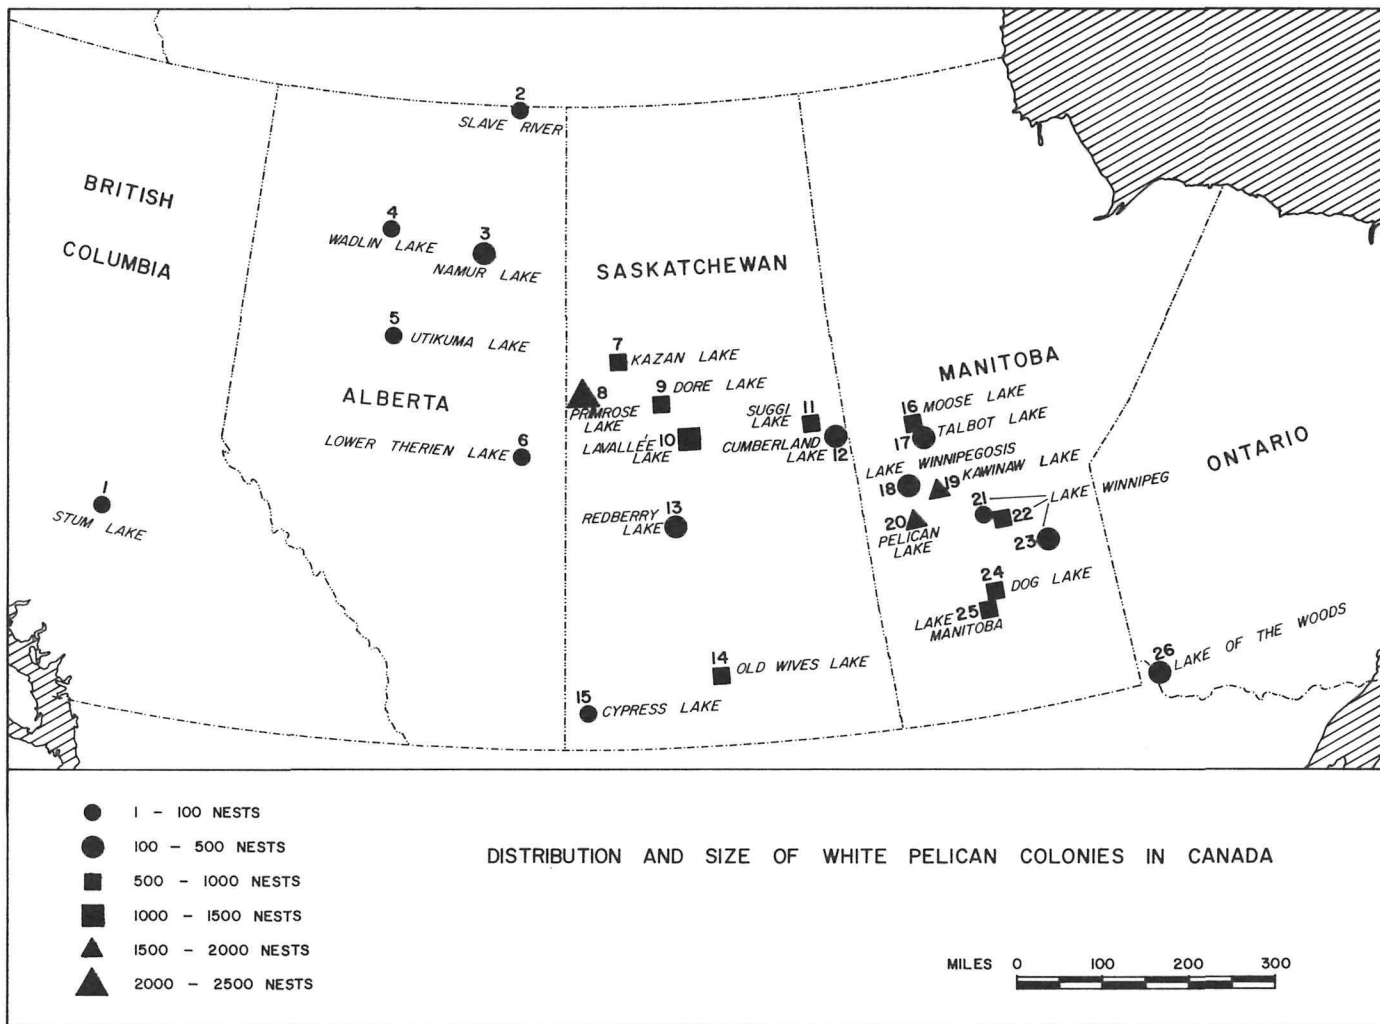 2
SLAVE RIVER
BRITISH
COLUMBIA
4
WADLIN LAKE
3
NAMUR LAKE
SASKATCHEWAN
5
UTIKUMA LAKE
7
KAZAN LAKE
MANITOBA
ALBERTA
8
PRIMROSE
LAKE
9 DORE LAKE
SUGGI
LAKE
11
16 MOOSE LAKE
17 TALBOT LAKE
LOWER THERIEN LAKE
6
LAVALLÉE
LAKE
10
CUMBERLAND
LAKE
12
ONTARIO
LAKE WINNIPEGOSIS
18
19 KAWINAW LAKE
1
STUM LAKE
REDBERRY
LAKE
13
20
PELICAN
LAKE
21
22
23
LAKE WINNIPEG
24
DOG LAKE
LAKE
MANITOBA
25
14
OLD WIVES LAKE
15
CYPRESS LAKE
26
LAKE OF THE WOODS
1 – 100 NESTS
100 – 500 NESTS
500 – 1000 NESTS
1000 – 1500 NESTS
1500 – 2000 NESTS
2000 – 2500 NESTS
DISTRIBUTION AND SIZE OF WHITE PELICAN COLONIES IN CANADA
MILES 0 100 200 300